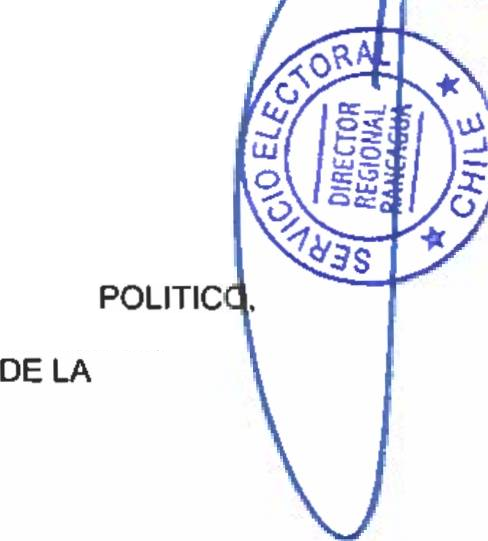 SERVICIO ELECTORAL
★ CHILE ★
DIRECTOR
REGIONAL
RANCAGUA
POLITICO,
DE LA